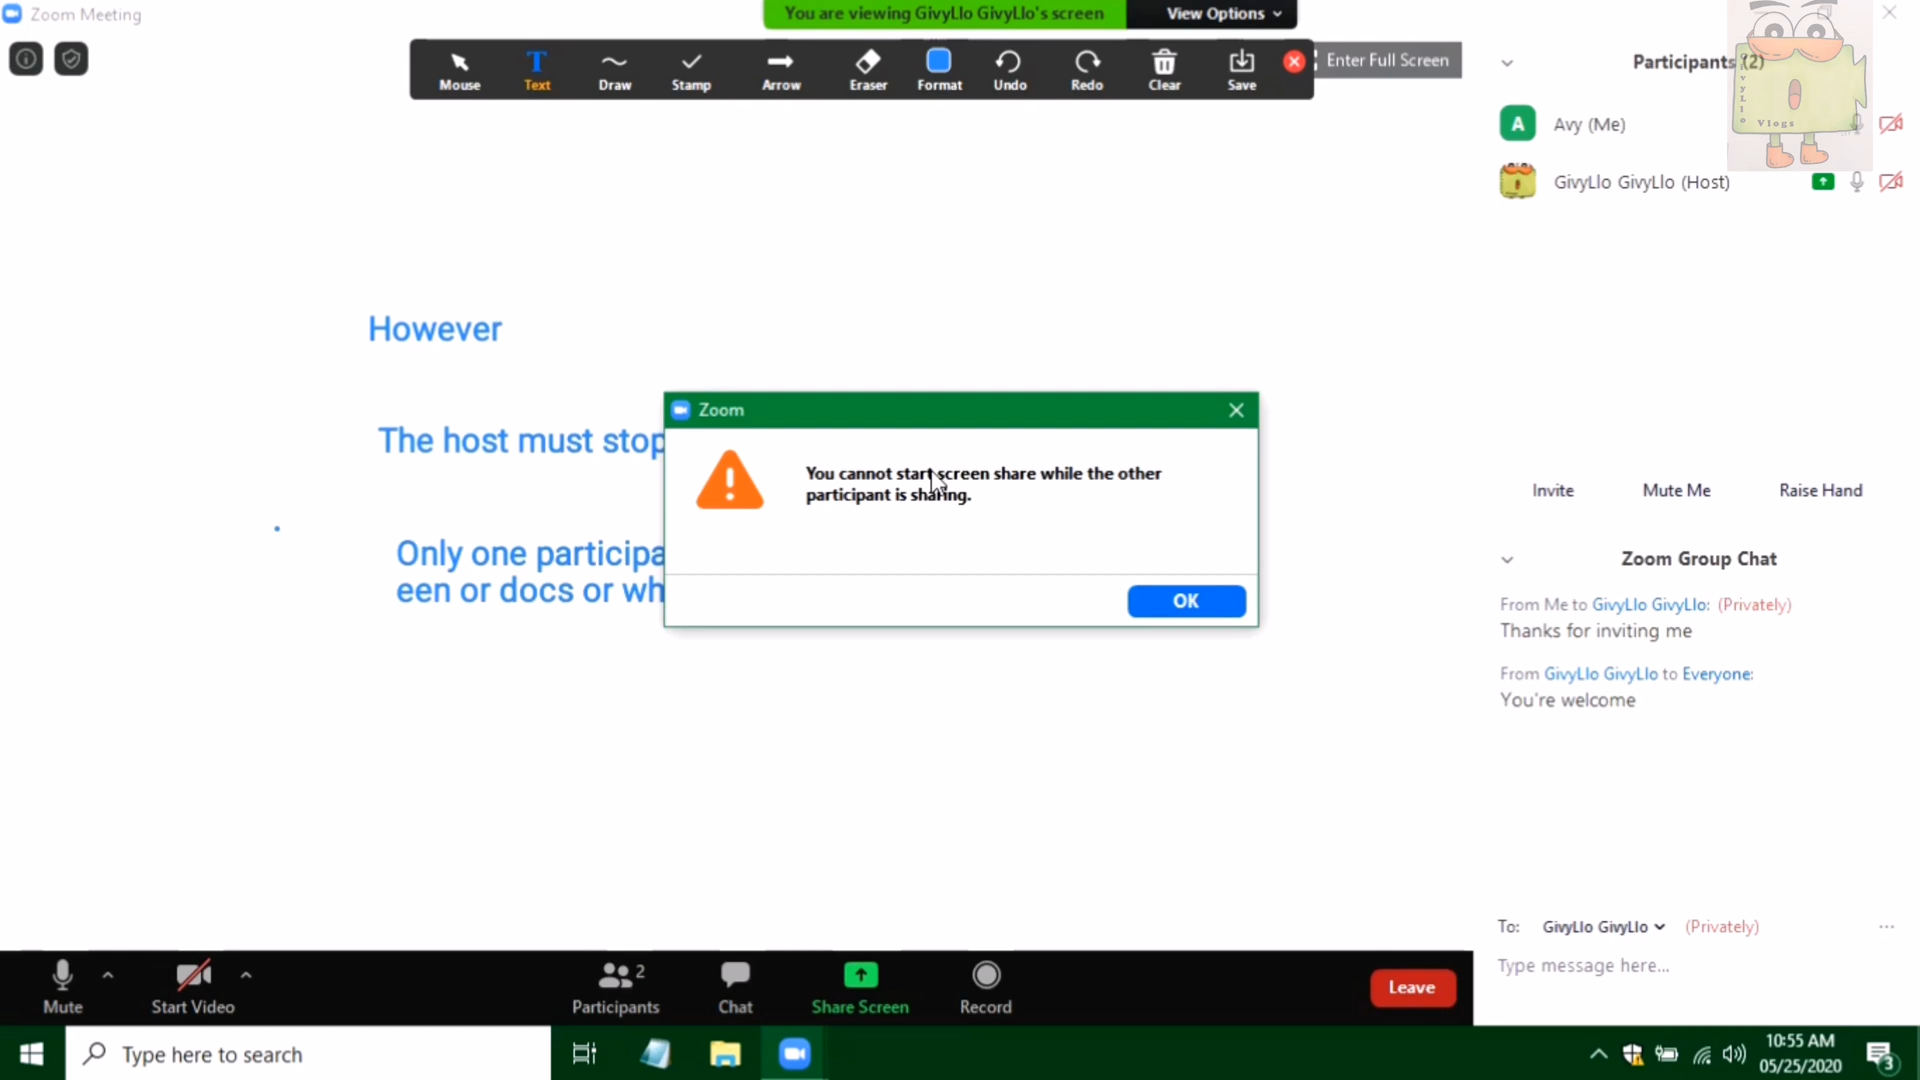 Zoom Meeting
You are viewing GivyLlo GivyLlo's screen
View Options
Mouse
Text
Draw
Stamp
Arrow
Eraser
Format
Undo
Redo
Clear
Save
Enter Full Screen
Participants (2)
A
Avy (Me)
GivyLlo
Vlogs
GivyLlo GivyLlo (Host)
However
The host must stop
Only one participa
een or docs or wh
Zoom
You cannot start screen share while the other
participant is sharing.
OK
Invite
Mute Me
Raise Hand
Zoom Group Chat
From Me to GivyLlo GivyLlo: (Privately)
Thanks for inviting me
From GivyLlo GivyLlo to Everyone:
You're welcome
To: GivyLlo GivyLlo (Privately)
Type message here...
Mute
Start Video
2
Participants
Chat
Share Screen
Record
Leave
Type here to search
10:55 AM
05/25/2020
3